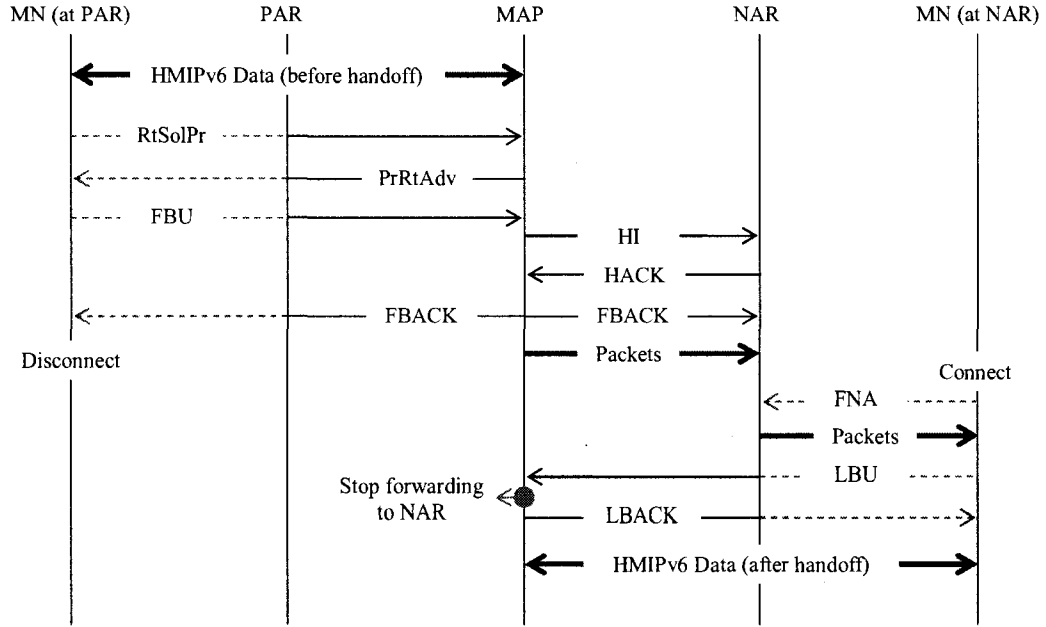 MN (at PAR) PAR MAP NAR MN (at NAR)
HMIPv6 Data (before handoff)
RtSolPr
PrRtAdv
FBU
HI
HACK
FBACK FBACK
Packets
Disconnect
Connect
FNA
Packets
LBU
Stop forwarding
to NAR
LBACK
HMIPv6 Data (after handoff)